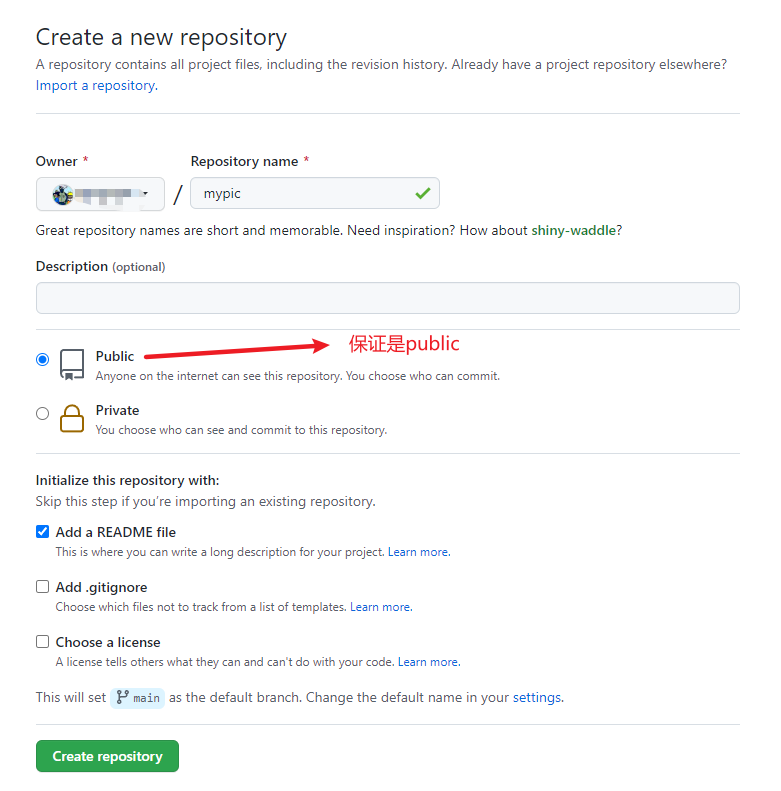 Create a new repository
A repository contains all project files, including the revision history. Already have a project repository elsewhere?
Import a repository.
Owner * Repository name *
/ mypic
Great repository names are short and memorable. Need inspiration? How about shiny-waddle?
Description (optional)
Public 保证是public
Anyone on the internet can see this repository. You choose who can commit.
Private
You choose who can see and commit to this repository.
Initialize this repository with:
Skip this step if you're importing an existing repository.
Add a README file
This is where you can write a long description for your project. Learn more.
Add .gitignore
Choose which files not to track from a list of templates. Learn more.
Choose a license
A license tells others what they can and can't do with your code. Learn more.
This will set main as the default branch. Change the default name in your settings.
Create repository